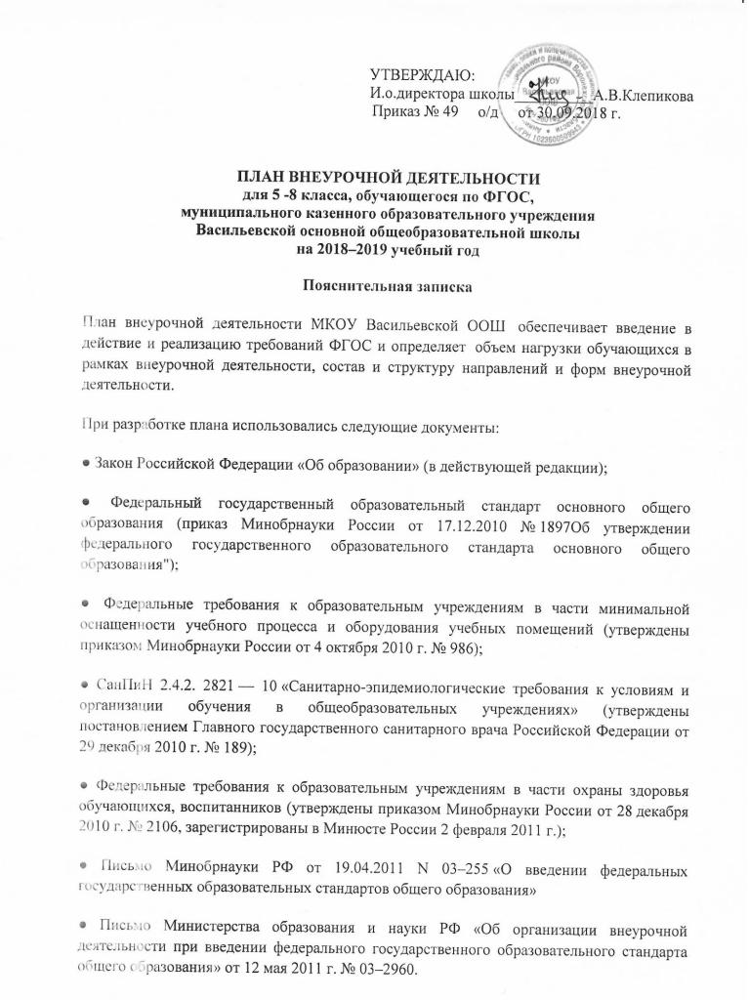 УТВЕРЖДАЮ:
И.о.директора школы А.В.Клепикова
Приказ № 49 о/д от 30.09.2018 г.
ПЛАН ВНЕУРОЧНОЙ ДЕЯТЕЛЬНОСТИ
для 5 -8 класса, обучающегося по ФГОС,
муниципального казенного образовательного учреждения
Васильевской основной общеобразовательной школы
на 2018–2019 учебный год
Пояснительная записка
План внеурочной деятельности МКОУ Васильевской ООШ обеспечивает введение в
действие и реализацию требований ФГОС и определяет объем нагрузки обучающихся в
рамках внеурочной деятельности, состав и структуру направлений и форм внеурочной
деятельности.
При разработке плана использовались следующие документы:
● Закон Российской Федерации «Об образовании» (в действующей редакции);
● Федеральный государственный образовательный стандарт основного общего
образования (приказ Минобрнауки России от 17.12.2010 № 1897Об утверждении
федерального государственного образовательного стандарта основного общего
образования");
● Федеральные требования к образовательным учреждениям в части минимальной
оснащенности учебного процесса и оборудования учебных помещений (утверждены
приказом Минобрнауки России от 4 октября 2010 г. № 986);
● СанПиН 2.4.2. 2821 — 10 «Санитарно-эпидемиологические требования к условиям и
организации обучения в общеобразовательных учреждениях» (утверждены
постановлением Главного государственного санитарного врача Российской Федерации от
29 декабря 2010 г. № 189);
● Федеральные требования к образовательным учреждениям в части охраны здоровья
обучающихся, воспитанников (утверждены приказом Минобрнауки России от 28 декабря
2010 г. № 2106, зарегистрированы в Минюсте России 2 февраля 2011 г.);
● Письмо Минобрнауки РФ от 19.04.2011 N 03–255 «О введении федеральных
государственных образовательных стандартов общего образования»
● Письмо Министерства образования и науки РФ «Об организации внеурочной
деятельности при введении федерального государственного образовательного стандарта
общего образования» от 12 мая 2011 г. № 03–2960.